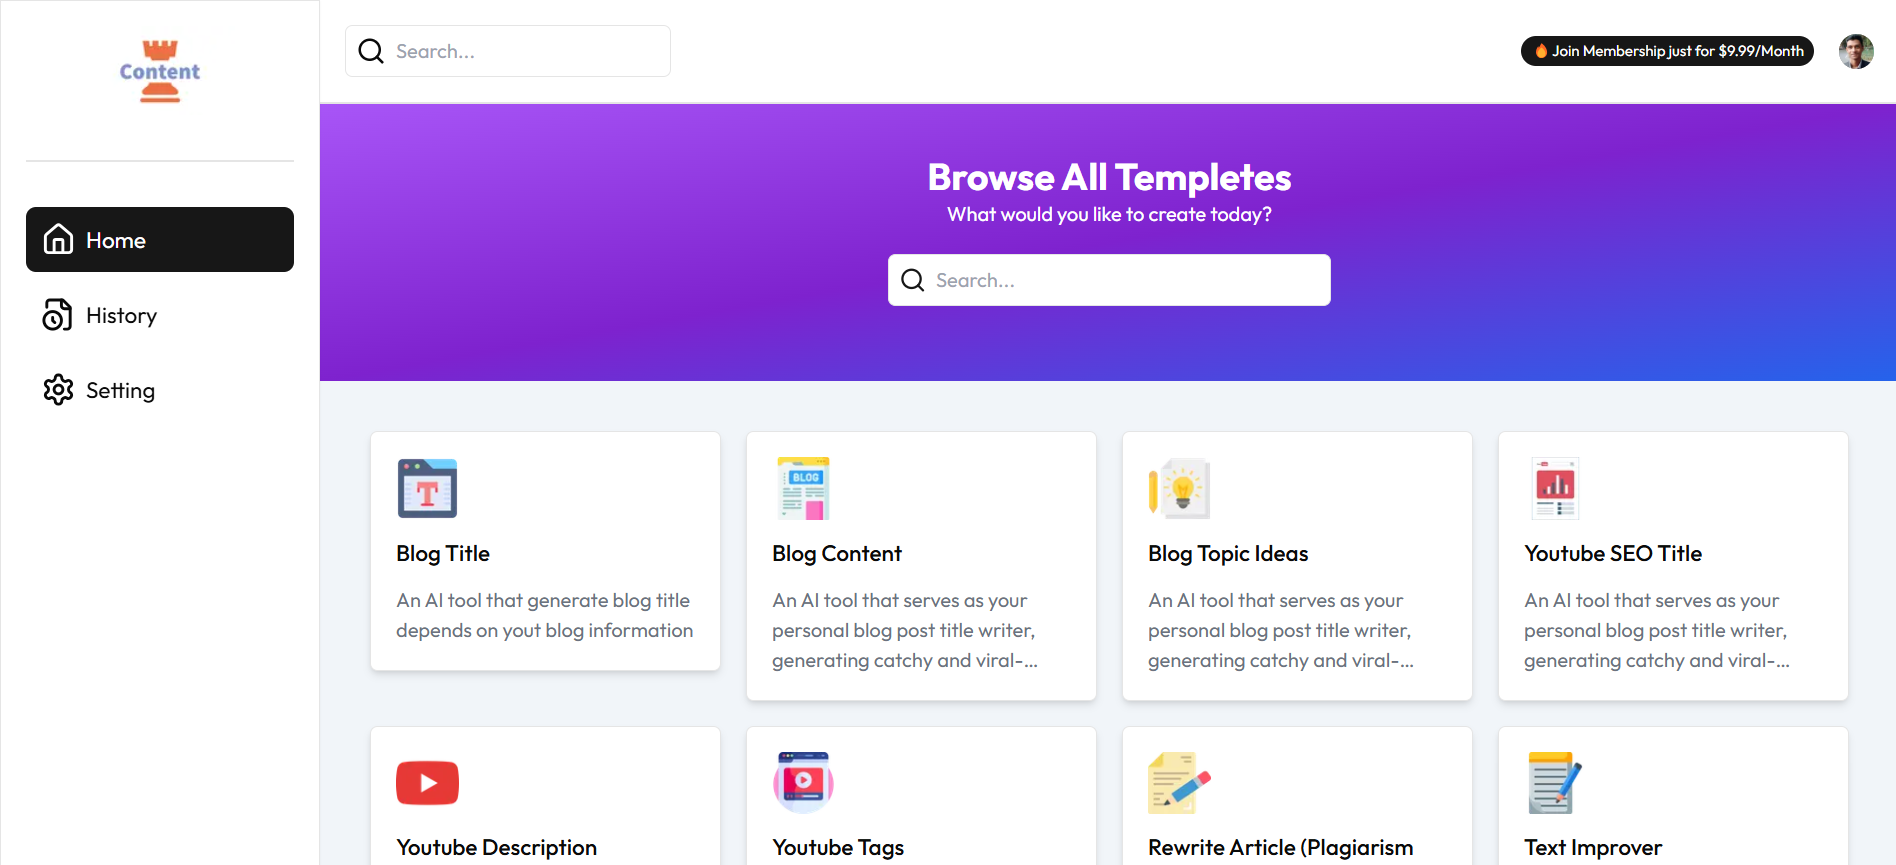 Content
Search...
🔥 Join Membership just for $9.99/Month
Home
History
Setting
Browse All Templetes
What would you like to create today?
Search...
T
Blog Title
An AI tool that generate blog title
depends on yout blog information
BLOG
Blog Content
An AI tool that serves as your
personal blog post title writer,
generating catchy and viral-...
Blog Topic Ideas
An AI tool that serves as your
personal blog post title writer,
generating catchy and viral-...
Youtube SEO Title
An AI tool that serves as your
personal blog post title writer,
generating catchy and viral-...
Youtube Description
Youtube Tags
Rewrite Article (Plagiarism
Text Improver